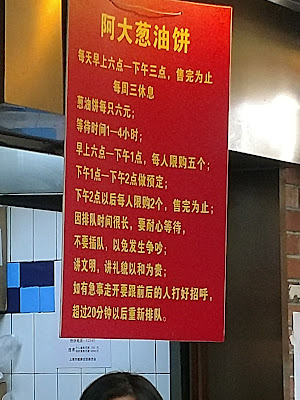 阿大葱油饼
每天早上六点一下午三点，售完为止
每周三休息
葱油饼每只六元；
等待时间1—4小时；
早上六点一下午1点，每人限购五个；
下午1点一下午2点做预定；
下午2点以后每人限购2个，售完为止；
因排队时间很长，要耐心等待，
不要插队，以免发生争吵；
讲文明，讲礼貌以和为贵；
如有急事走开要跟前后的人打好招呼，
超过20分钟以后重新排队。